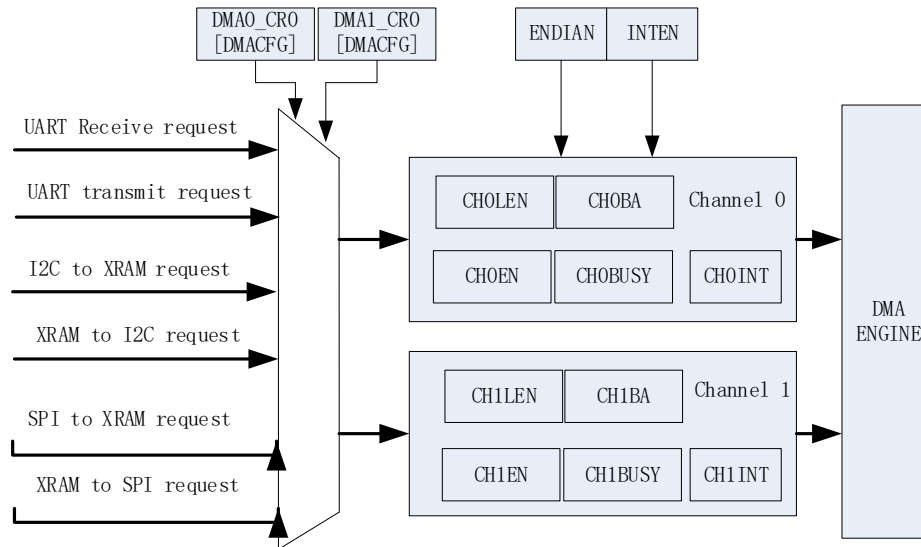 DMA0_CR0
[DMACFG]
DMA1_CR0
[DMACFG]
ENDIAN
INTEN
UART Receive request
UART transmit request
I2C to XRAM request
XRAM to I2C request
SPI to XRAM request
XRAM to SPI request
CH0LEN
CH0BA
Channel 0
CH0EN
CH0BUSY
CH0INT
CH1LEN
CH1BA
Channel 1
CH1EN
CH1BUSY
CH1INT
DMA
ENGINE